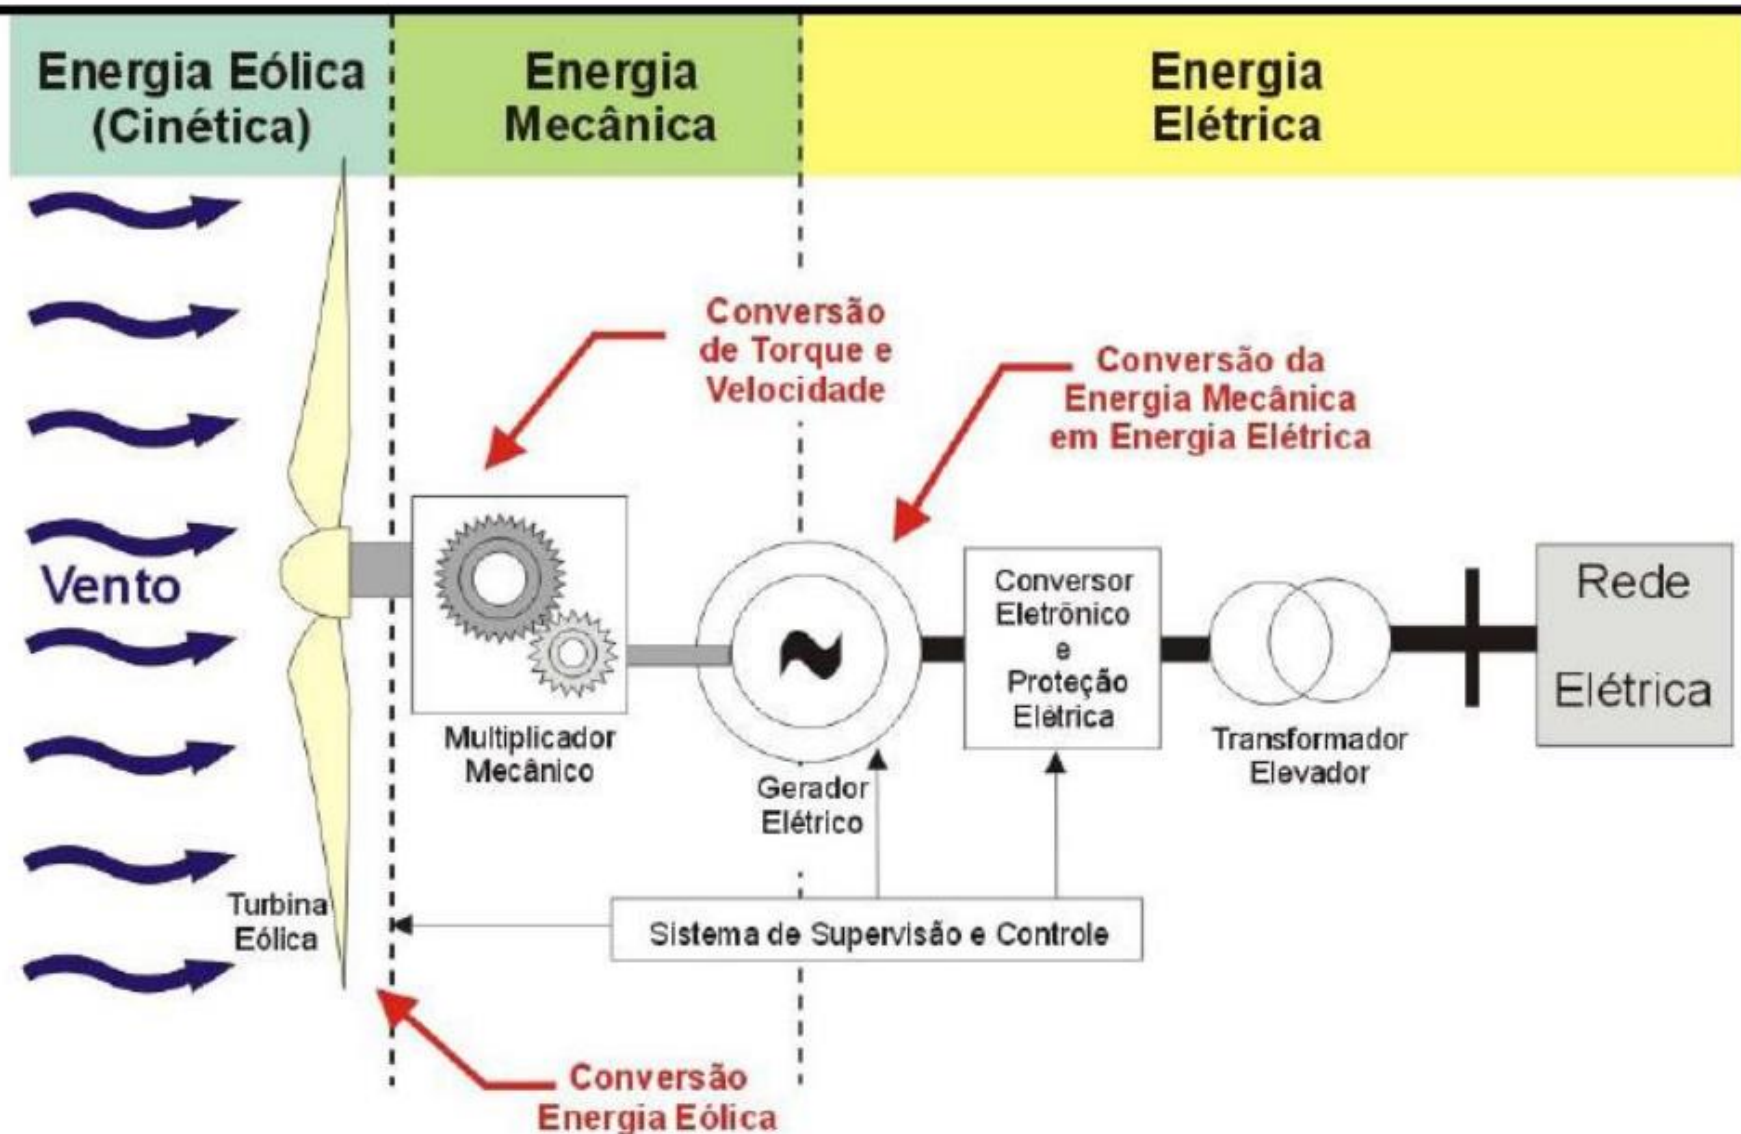 Energia Eólica
(Cinética)
Energia
Mecânica
Energia
Elétrica
Conversão
de Torque e
Velocidade
Conversão da
Energia Mecânica
em Energia Elétrica
Vento
Multiplicador
Mecânico
Gerador
Elétrico
Conversor
Eletrônico
e
Proteção
Elétrica
Transformador
Elevador
Rede
Elétrica
Turbina
Eólica
Sistema de Supervisão e Controle
Conversão
Energia Eólica